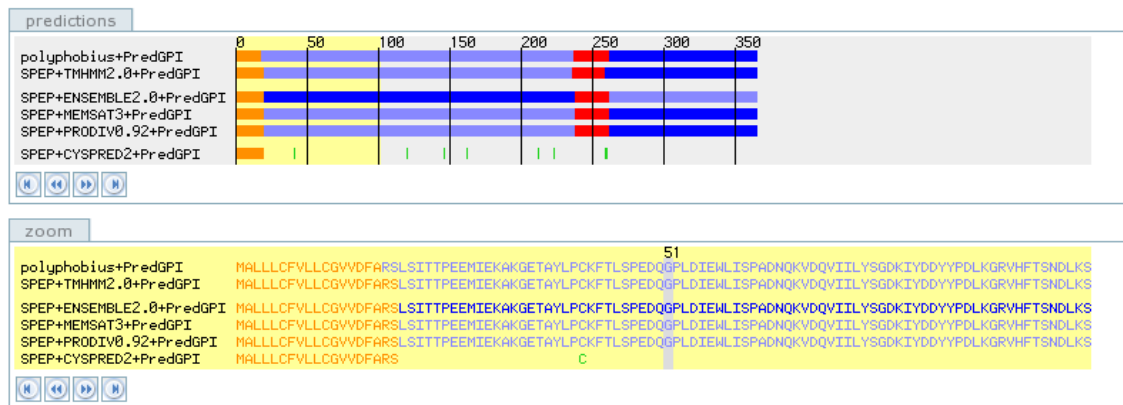 predictions
0 50 100 150 200 250 300 350
polyphobius+PredGPI
SPEP+TMHMM2.0+PredGPI
SPEP+ENSEMBLE2.0+PredGPI
SPEP+MEMSAT3+PredGPI
SPEP+PRODIV0.92+PredGPI
SPEP+CYSPRED2+PredGPI
zoom
51
polyphobius+PredGPI MALLLCFVLLCGVVDFARSLSITTPEEMIEKAKGETAYLPCKFTLSPEDQGPLDIEWLISPADNQKVDQVIILYSGDKIYDDYYPDLKGRVHFTSNDLKS
SPEP+TMHMM2.0+PredGPI MALLLCFVLLCGVVDFARSLSITTPEEMIEKAKGETAYLPCKFTLSPEDQGPLDIEWLISPADNQKVDQVIILYSGDKIYDDYYPDLKGRVHFTSNDLKS
SPEP+ENSEMBLE2.0+PredGPI MALLLCFVLLCGVVDFARSLSITTPEEMIEKAKGETAYLPCKFTLSPEDQGPLDIEWLISPADNQKVDQVIILYSGDKIYDDYYPDLKGRVHFTSNDLKS
SPEP+MEMSAT3+PredGPI MALLLCFVLLCGVVDFARSLSITTPEEMIEKAKGETAYLPCKFTLSPEDQGPLDIEWLISPADNQKVDQVIILYSGDKIYDDYYPDLKGRVHFTSNDLKS
SPEP+PRODIV0.92+PredGPI MALLLCFVLLCGVVDFARSLSITTPEEMIEKAKGETAYLPCKFTLSPEDQGPLDIEWLISPADNQKVDQVIILYSGDKIYDDYYPDLKGRVHFTSNDLKS
SPEP+CYSPRED2+PredGPI MALLLCFVLLCGVVDFARS C